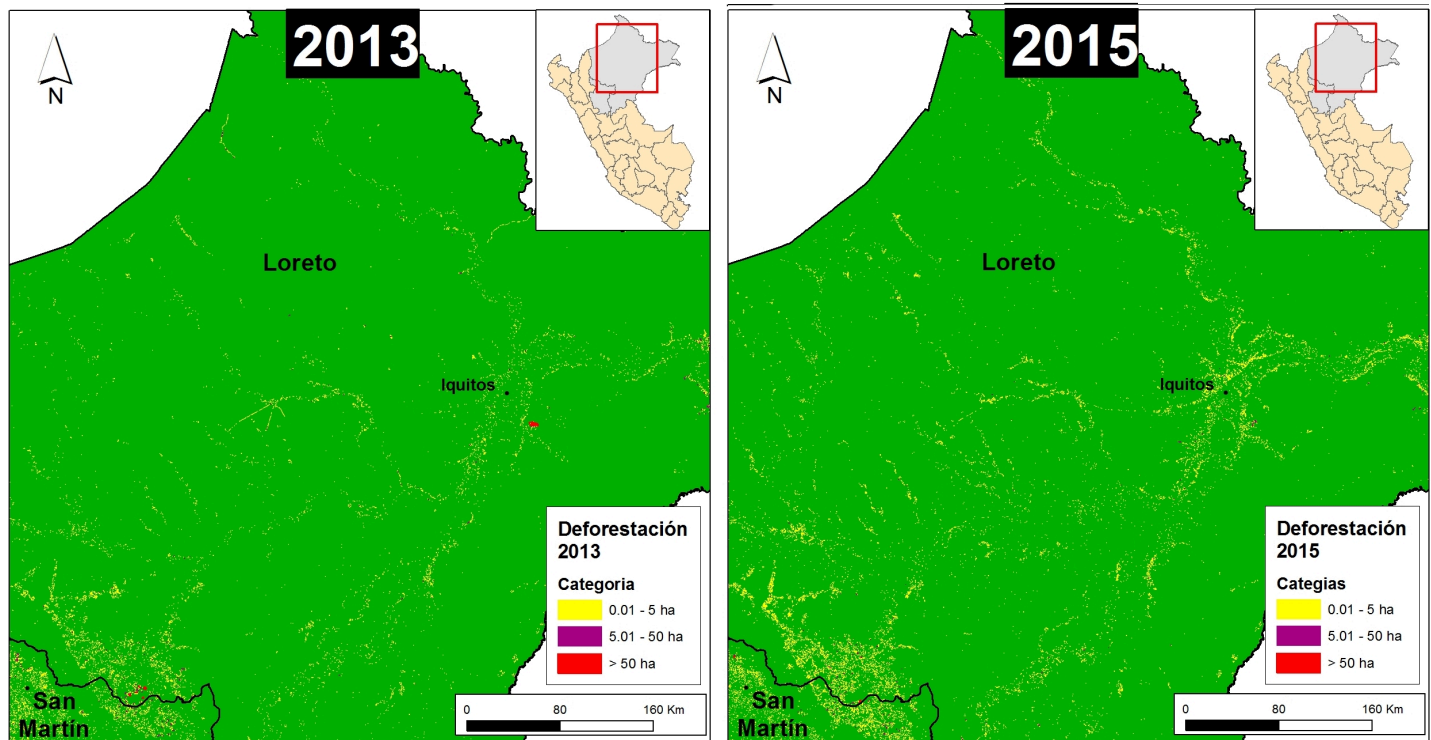 2013
N
Loreto
Iquitos
Deforestación
2013
Categoria
0.01 - 5 ha
5.01 - 50 ha
> 50 ha
San
Martín
0 80 160 Km
2015
N
Loreto
Iquitos
Deforestación
2015
Categias
0.01 - 5 ha
5.01 - 50 ha
> 50 ha
San
Martín
0 80 160 Km